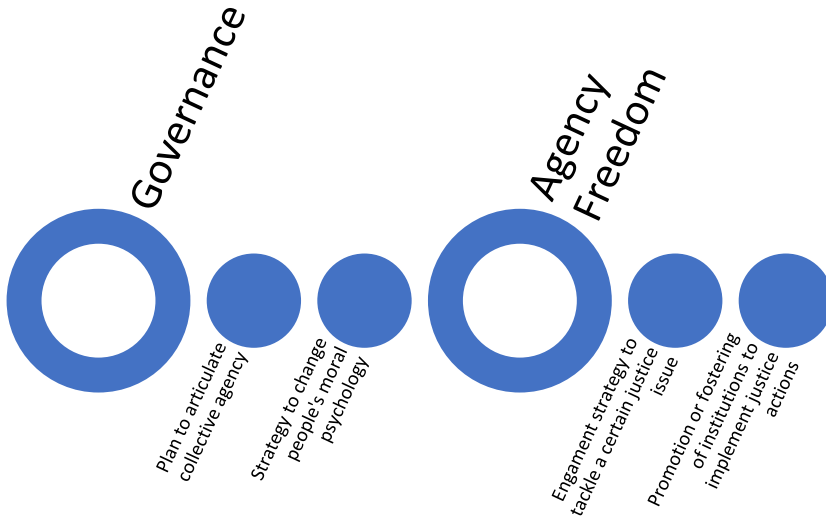 Governance
Plan to articulate
collective agency
Strategy to change
people's moral
psychology
Agency
Freedom
Engament strategy to
tackle a certain justice
issue
Promotion or fostering
of institutions to
implement justice
actions